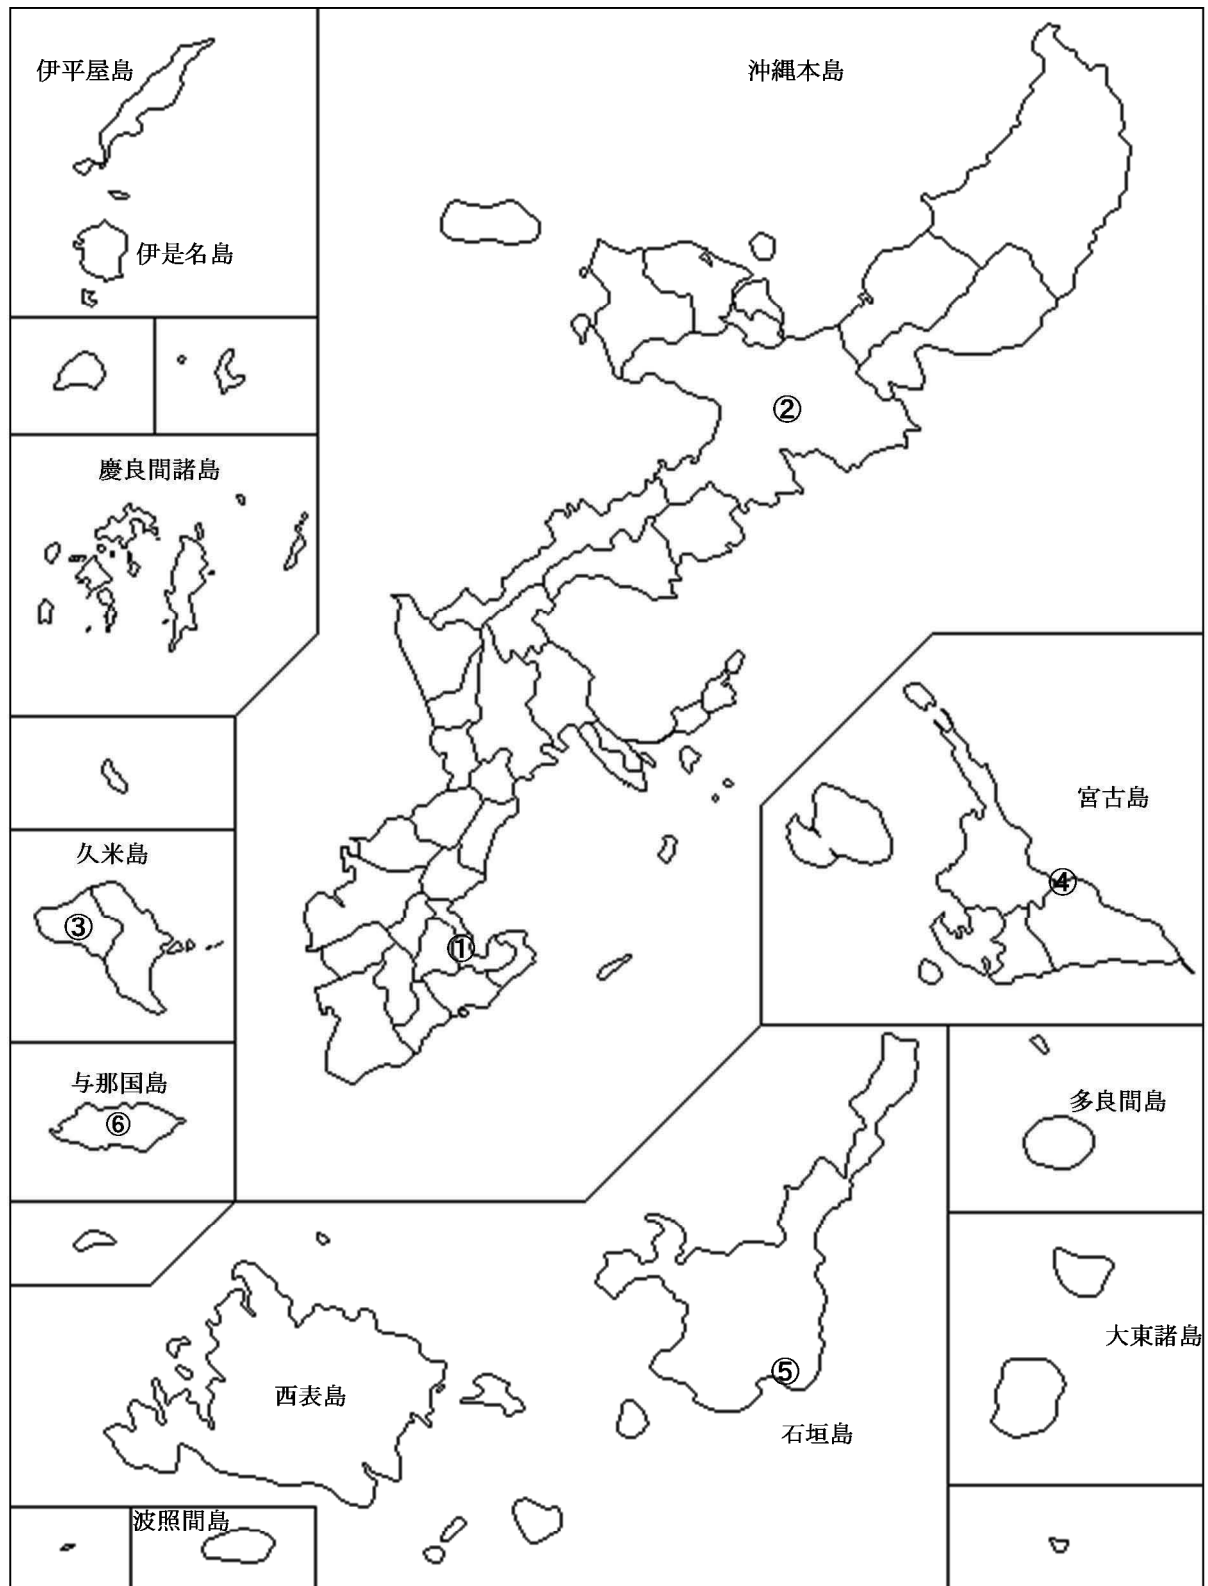 伊平屋島
沖縄本島
伊是名島
②
慶良間諸島
宮古島
久米島
④
③
①
与那国島
多良間島
⑥
大東諸島
⑤
西表島
石垣島
波照間島